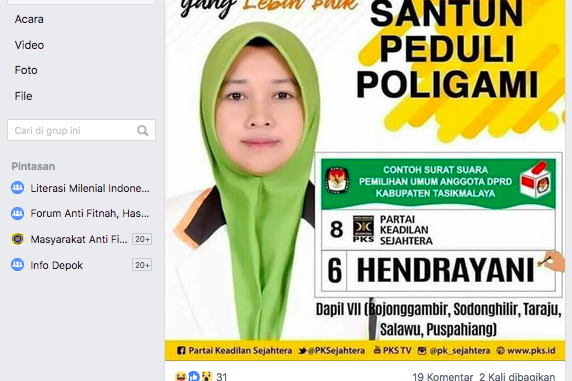 Acara
Video
Foto
File
Cari di grup ini
Pintasan
Literasi Milenial Indone...
Forum Anti Fitnah, Has...
Masyarakat Anti Fi... 20+
Info Depok 20+
yang Lebih Baik
SANTUN
PEDULI
POLIGAMI
CONTOH SURAT SUARA
PEMILIHAN UMUM ANGGOTA DPRD
KABUPATEN TASIKMALAYA
8 PKS PARTAI
KEADILAN
SEJAHTERA
6 HENDRAYANI
Dapil VII (Bojonggambir, Sodonghilir, Taraju,
Salawu, Puspahiang)
Partai Keadilan Sejahtera @PKSejahtera PKS TV @pk_sejahtera www.pks.id
31 19 Komentar 2 Kali dibagikan